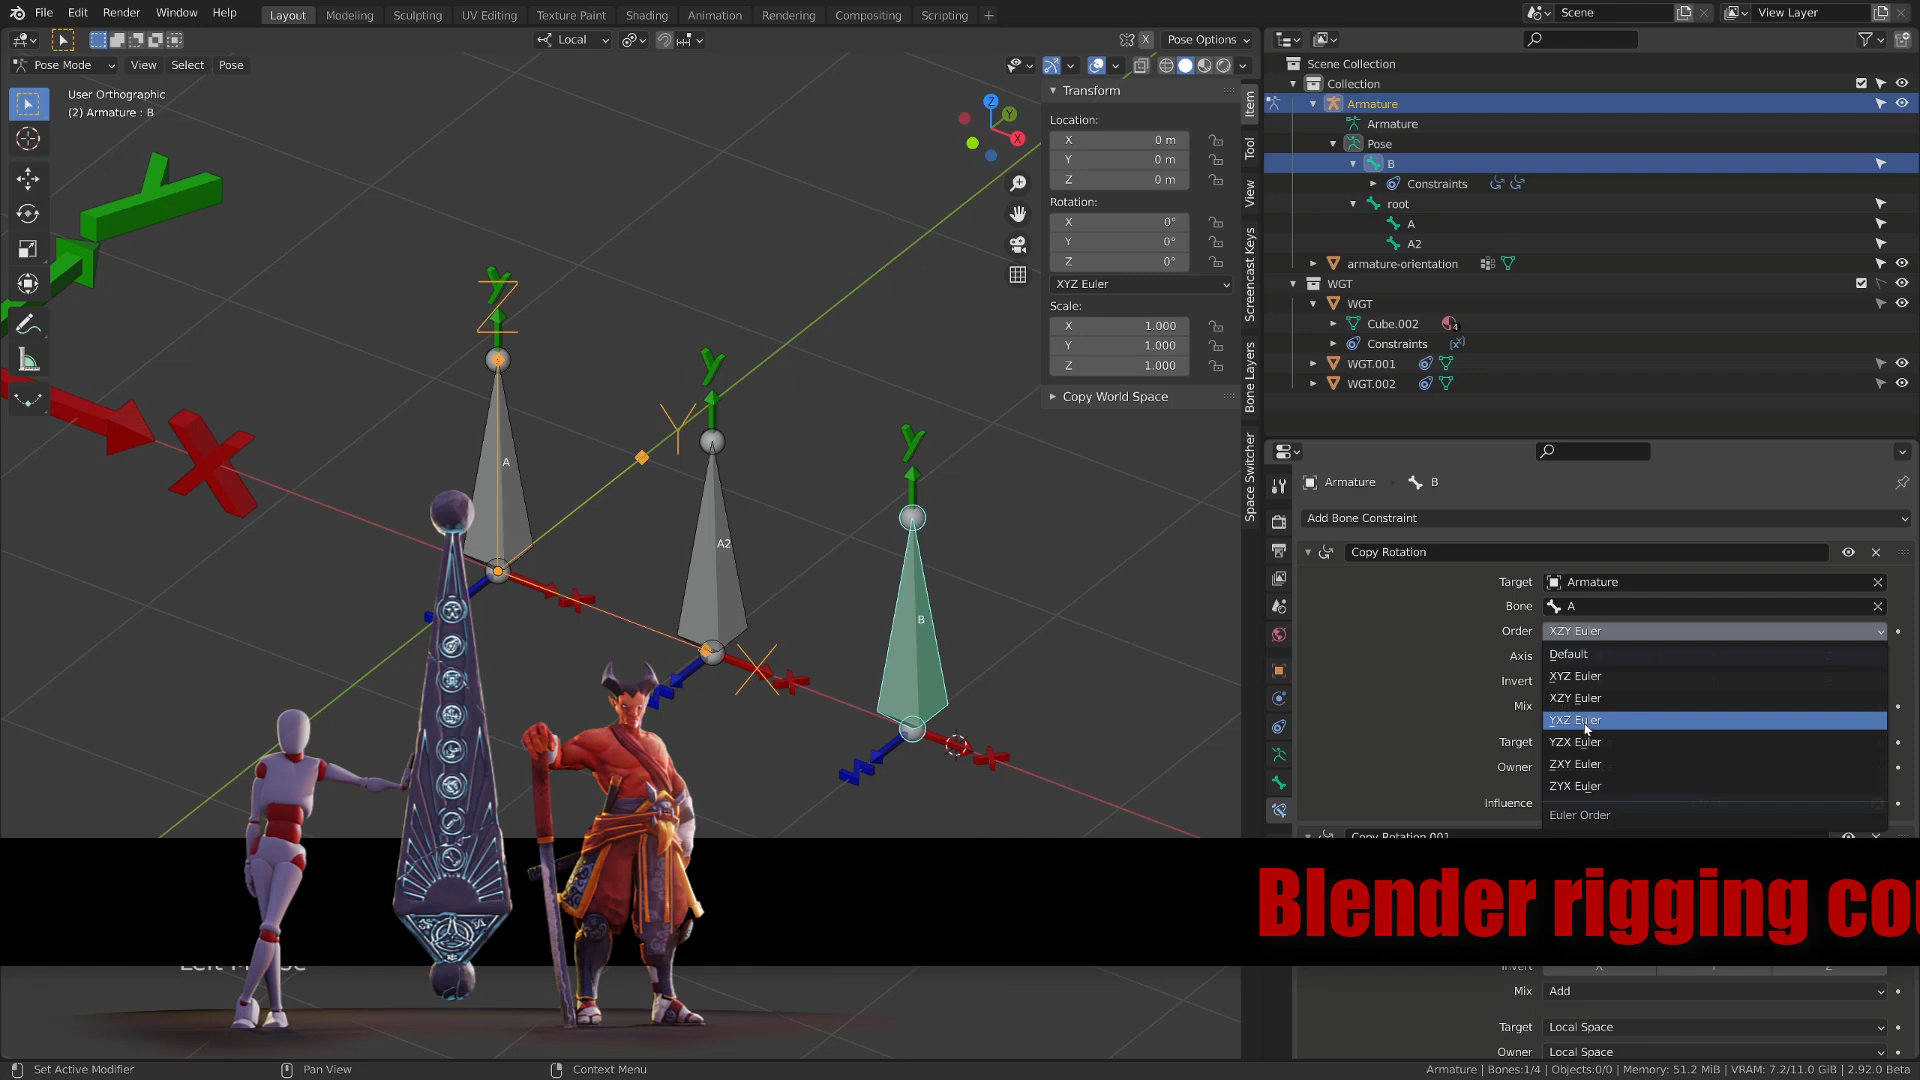 File Edit Render Window Help
Layout Modeling Sculpting UV Editing Texture Paint Shading Animation Rendering Compositing Scripting +
Scene
View Layer
Local
X
Pose Options
Pose Mode View Select Pose
User Orthographic
(2) Armature : B
Z
Y
X
Transform
Location:
X 0 m
Y 0 m
Z 0 m
Rotation:
X 0°
Y 0°
Z 0°
XYZ Euler
Scale:
X 1.000
Y 1.000
Z 1.000
Copy World Space
Item
Tool
View
Screencast Keys
Bone Layers
Space Switcher
Scene Collection
Collection
Armature
Armature
Pose
B
Constraints
root
A
A2
armature-orientation
WGT
WGT
Cube.002
4
Constraints
WGT.001
WGT.002
Y
X
Y
Z
A
X
Y
Y
A2
X
X
Y
B
X
Armature B
Add Bone Constraint
Copy Rotation
Target Armature
Bone A
Order XZY Euler
Axis
Invert
Mix
Target
Owner
Influence
Default
XYZ Euler
XZY Euler
YXZ Euler
YZX Euler
ZXY Euler
ZYX Euler
Euler Order
Copy Rotation.001
Blender rigging cou
Invert X Y Z
Mix Add
Target Local Space
Owner Local Space
Set Active Modifier Pan View Context Menu
Armature | Bones:1/4 | Objects:0/0 | Memory: 51.2 MiB | VRAM: 7.2/11.0 GiB | 2.92.0 Beta